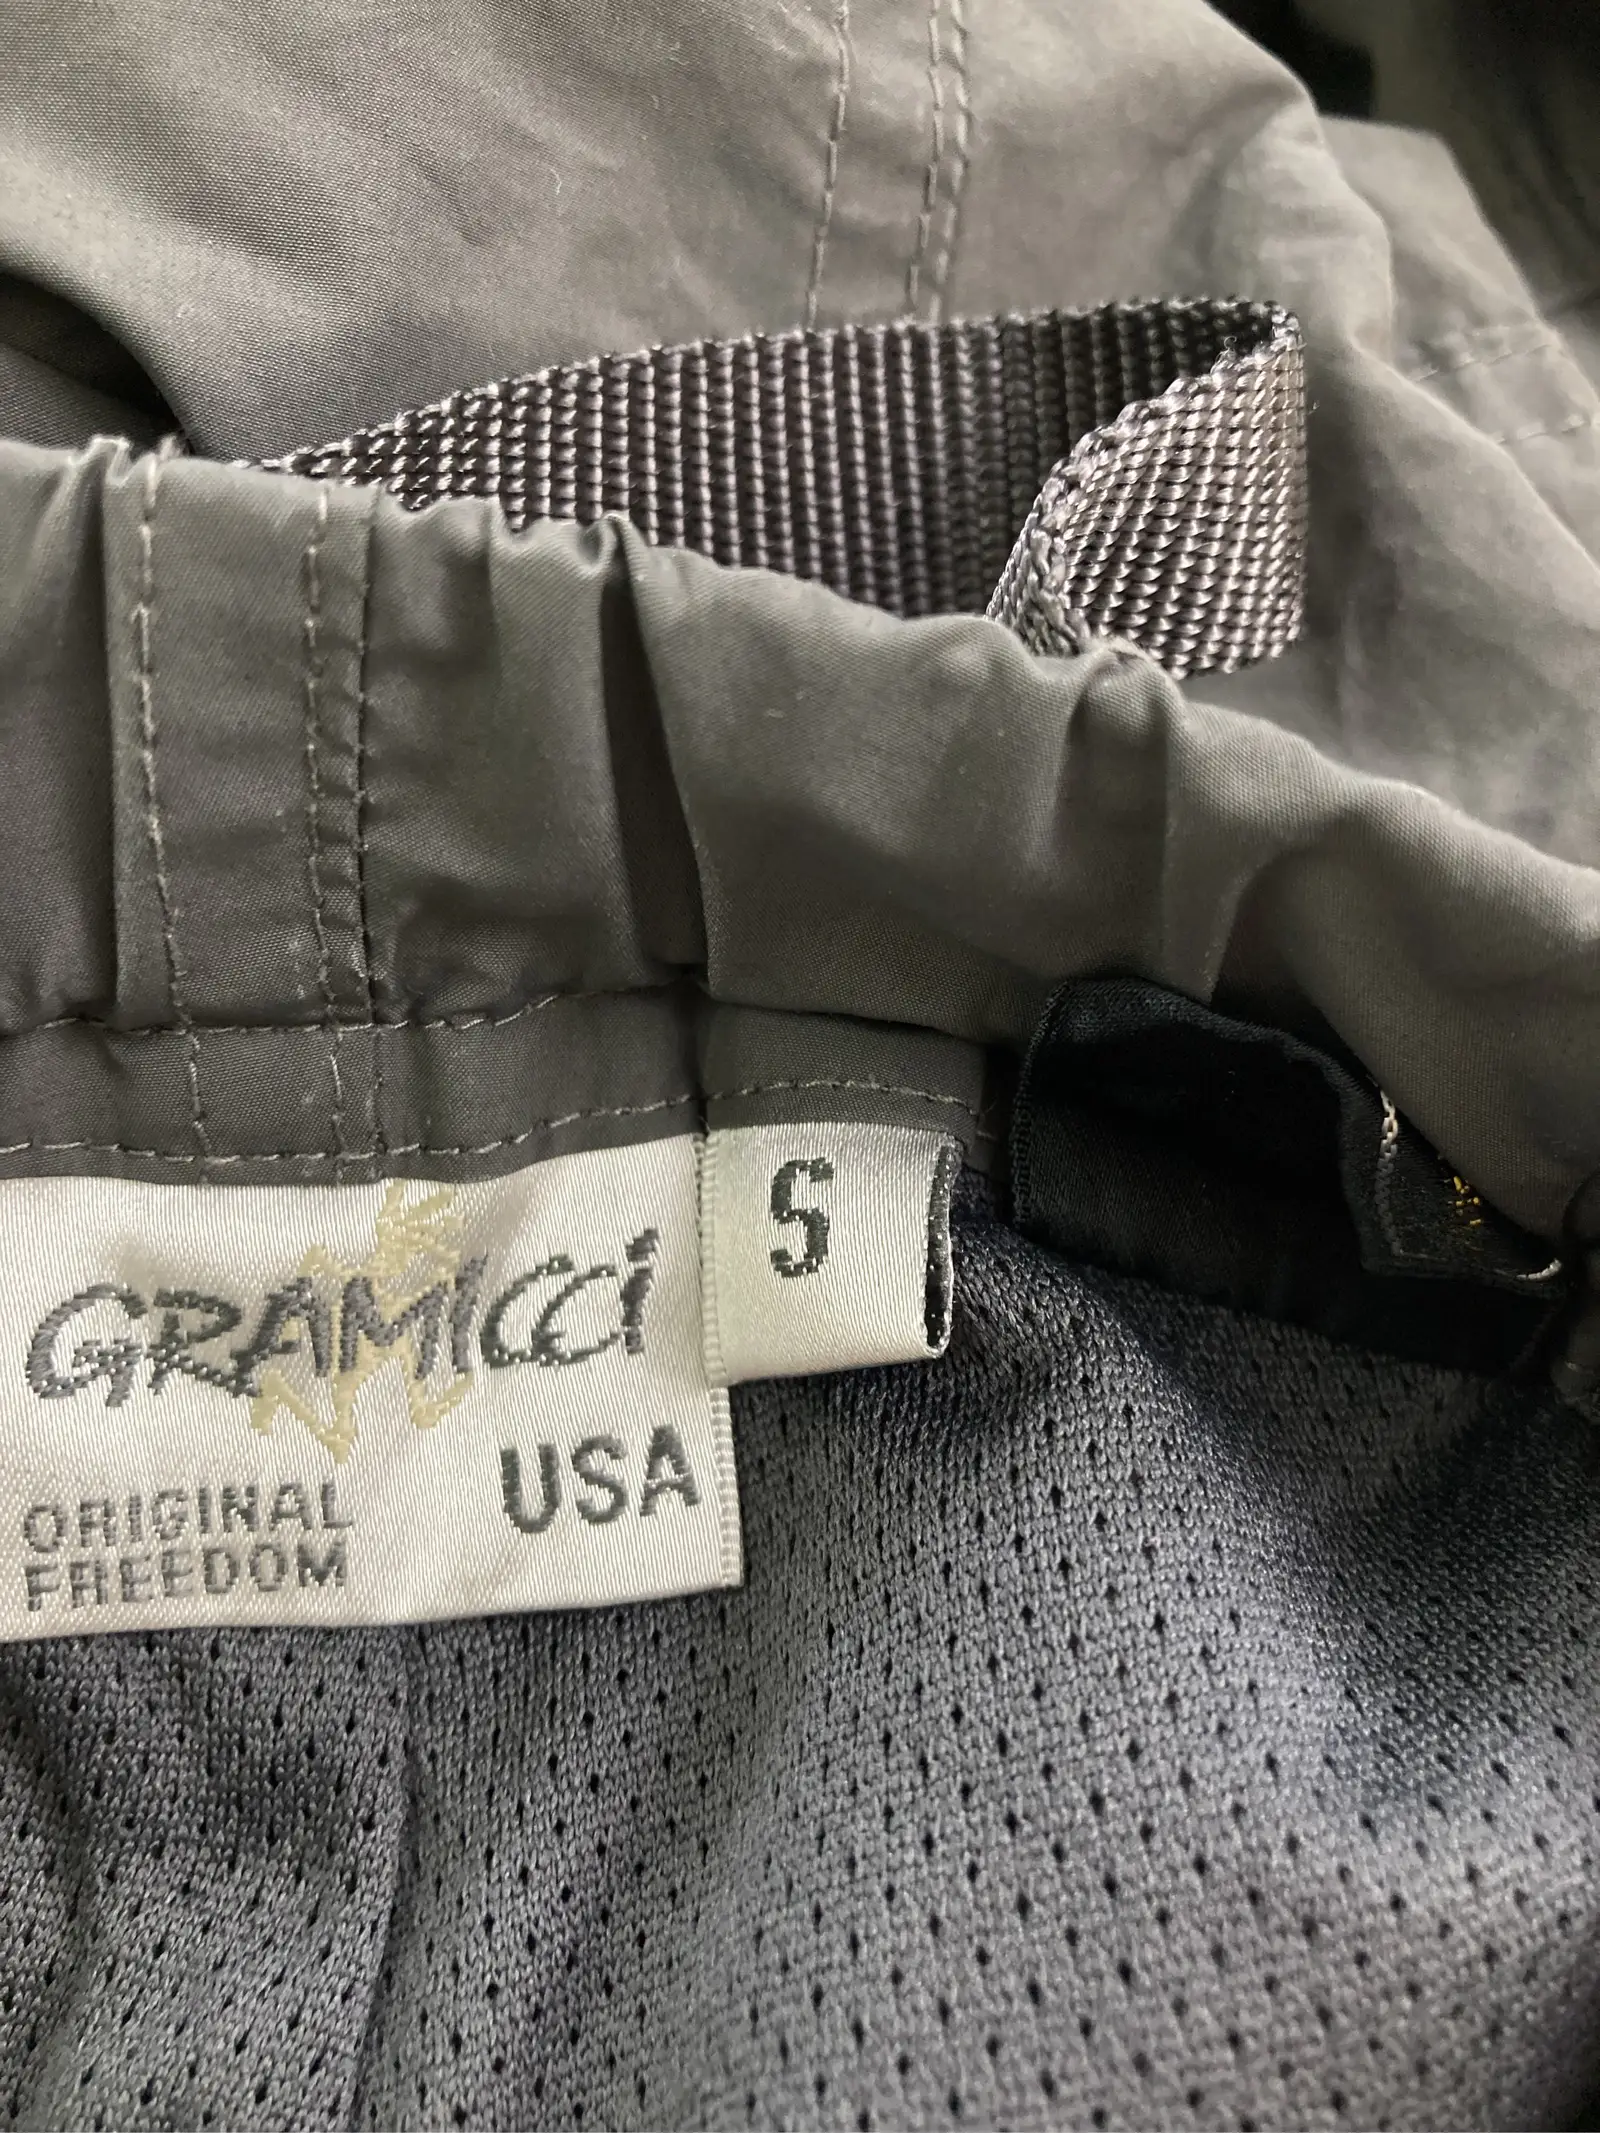 GRAMICCI
S
USA
ORIGINAL
FREEDOM